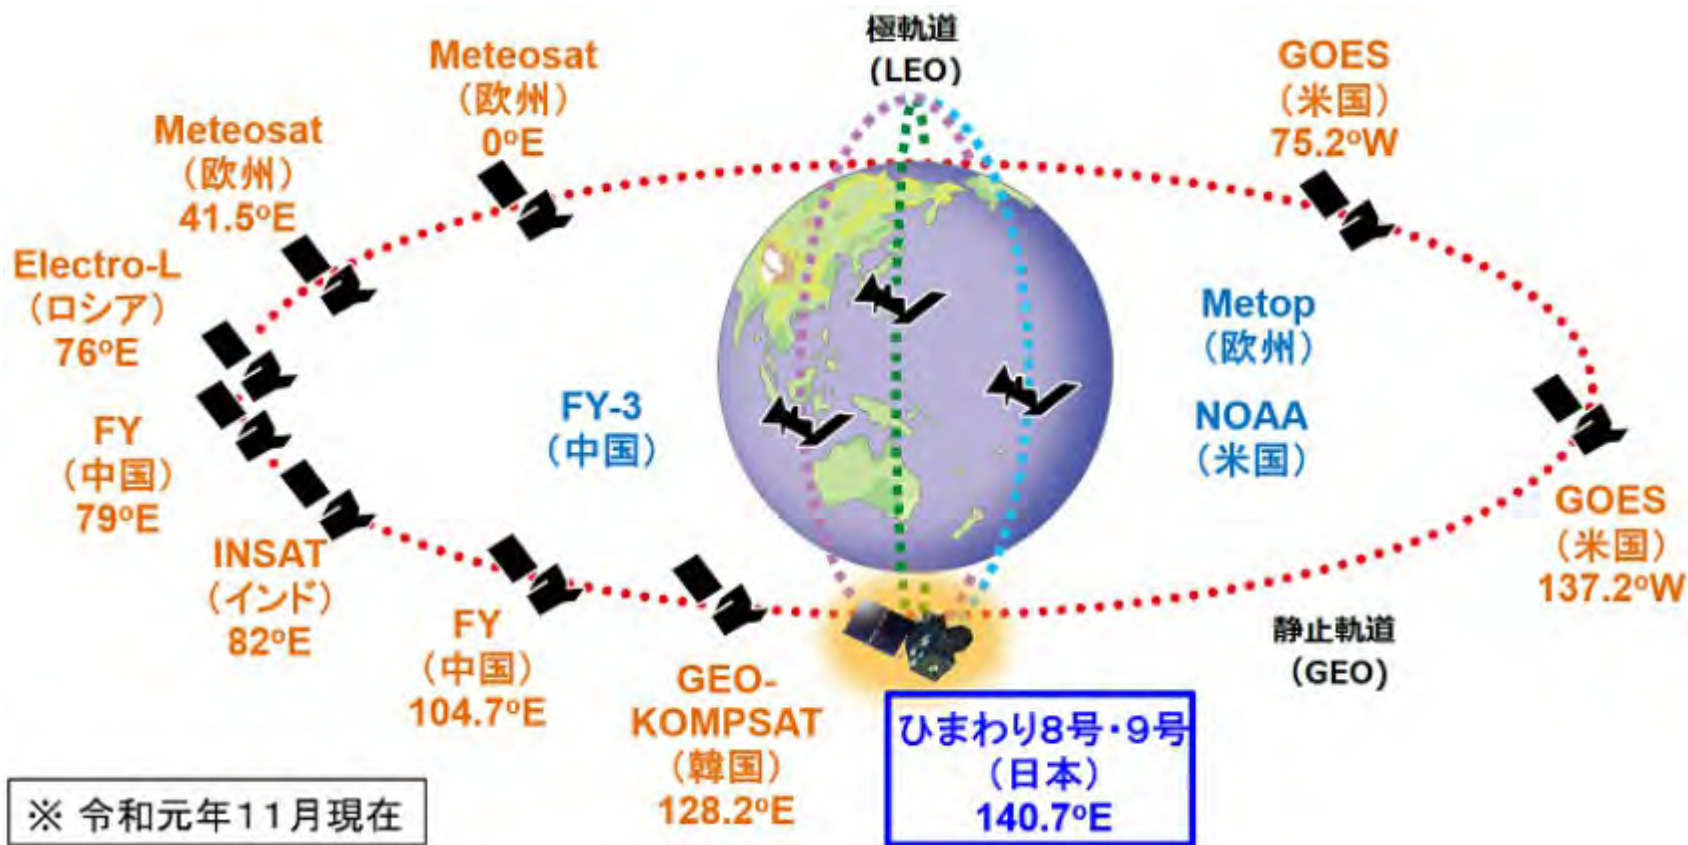 極軌道
(LEO)
Meteosat
（欧州）
0°E
GOES
（米国）
75.2°W
Meteosat
（欧州）
41.5°E
Electro-L
（ロシア）
76°E
Metop
（欧州）
FY-3
（中国）
NOAA
（米国）
FY
（中国）
79°E
GOES
（米国）
137.2°W
INSAT
（インド）
82°E
FY
（中国）
104.7°E
静止軌道
(GEO)
GEO-
KOMPSAT
（韓国）
128.2°E
ひまわり8号・9号
（日本）
140.7°E
※ 令和元年11月現在